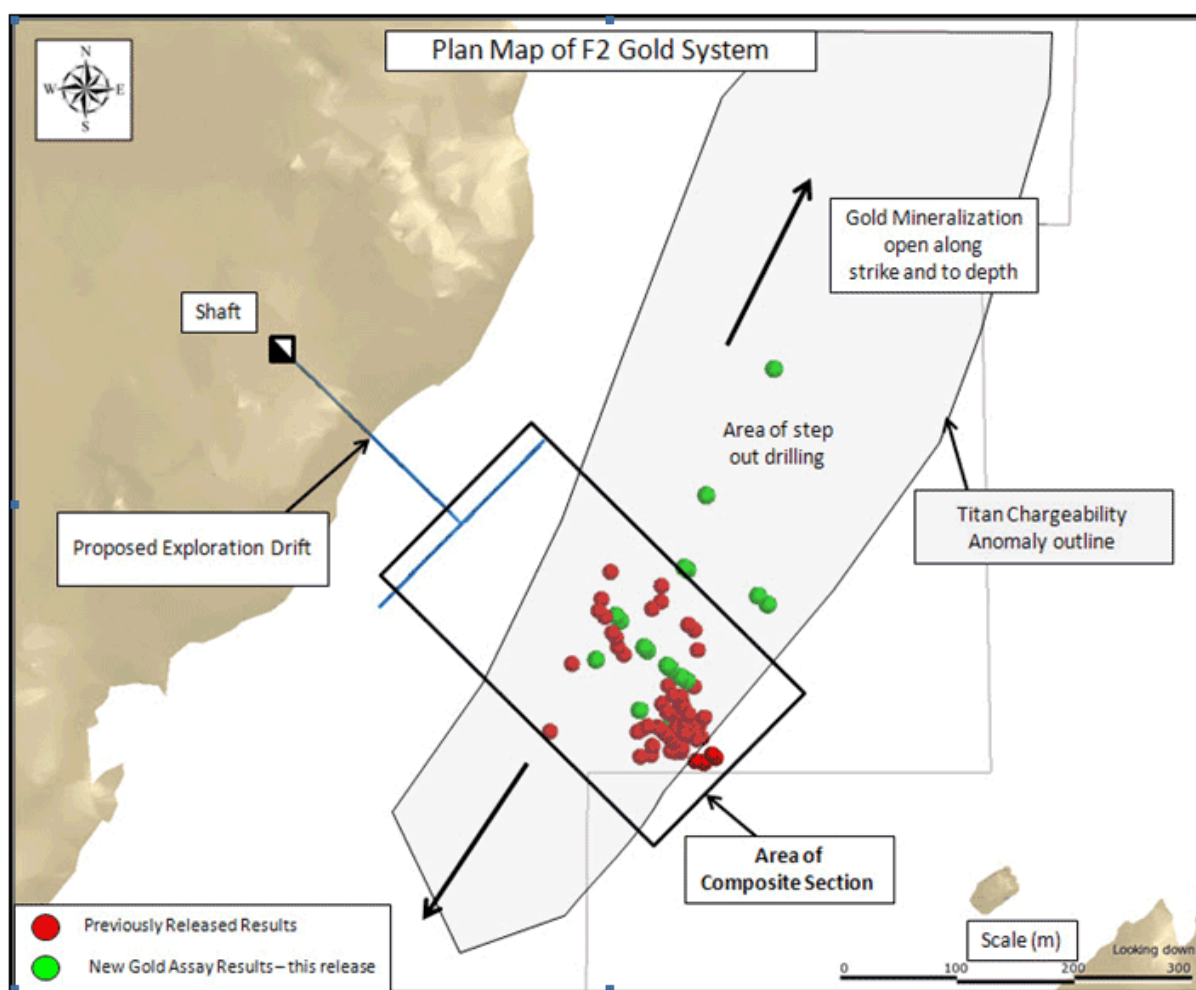 Plan Map of F2 Gold System
N
W E
S
Gold Mineralization
open along
strike and to depth
Shaft
Area of step
out drilling
Titan Chargeability
Anomaly outline
Proposed Exploration Drift
Area of
Composite Section
Previously Released Results
New Gold Assay Results – this release
Scale (m)
Looking down
0 100 200 300